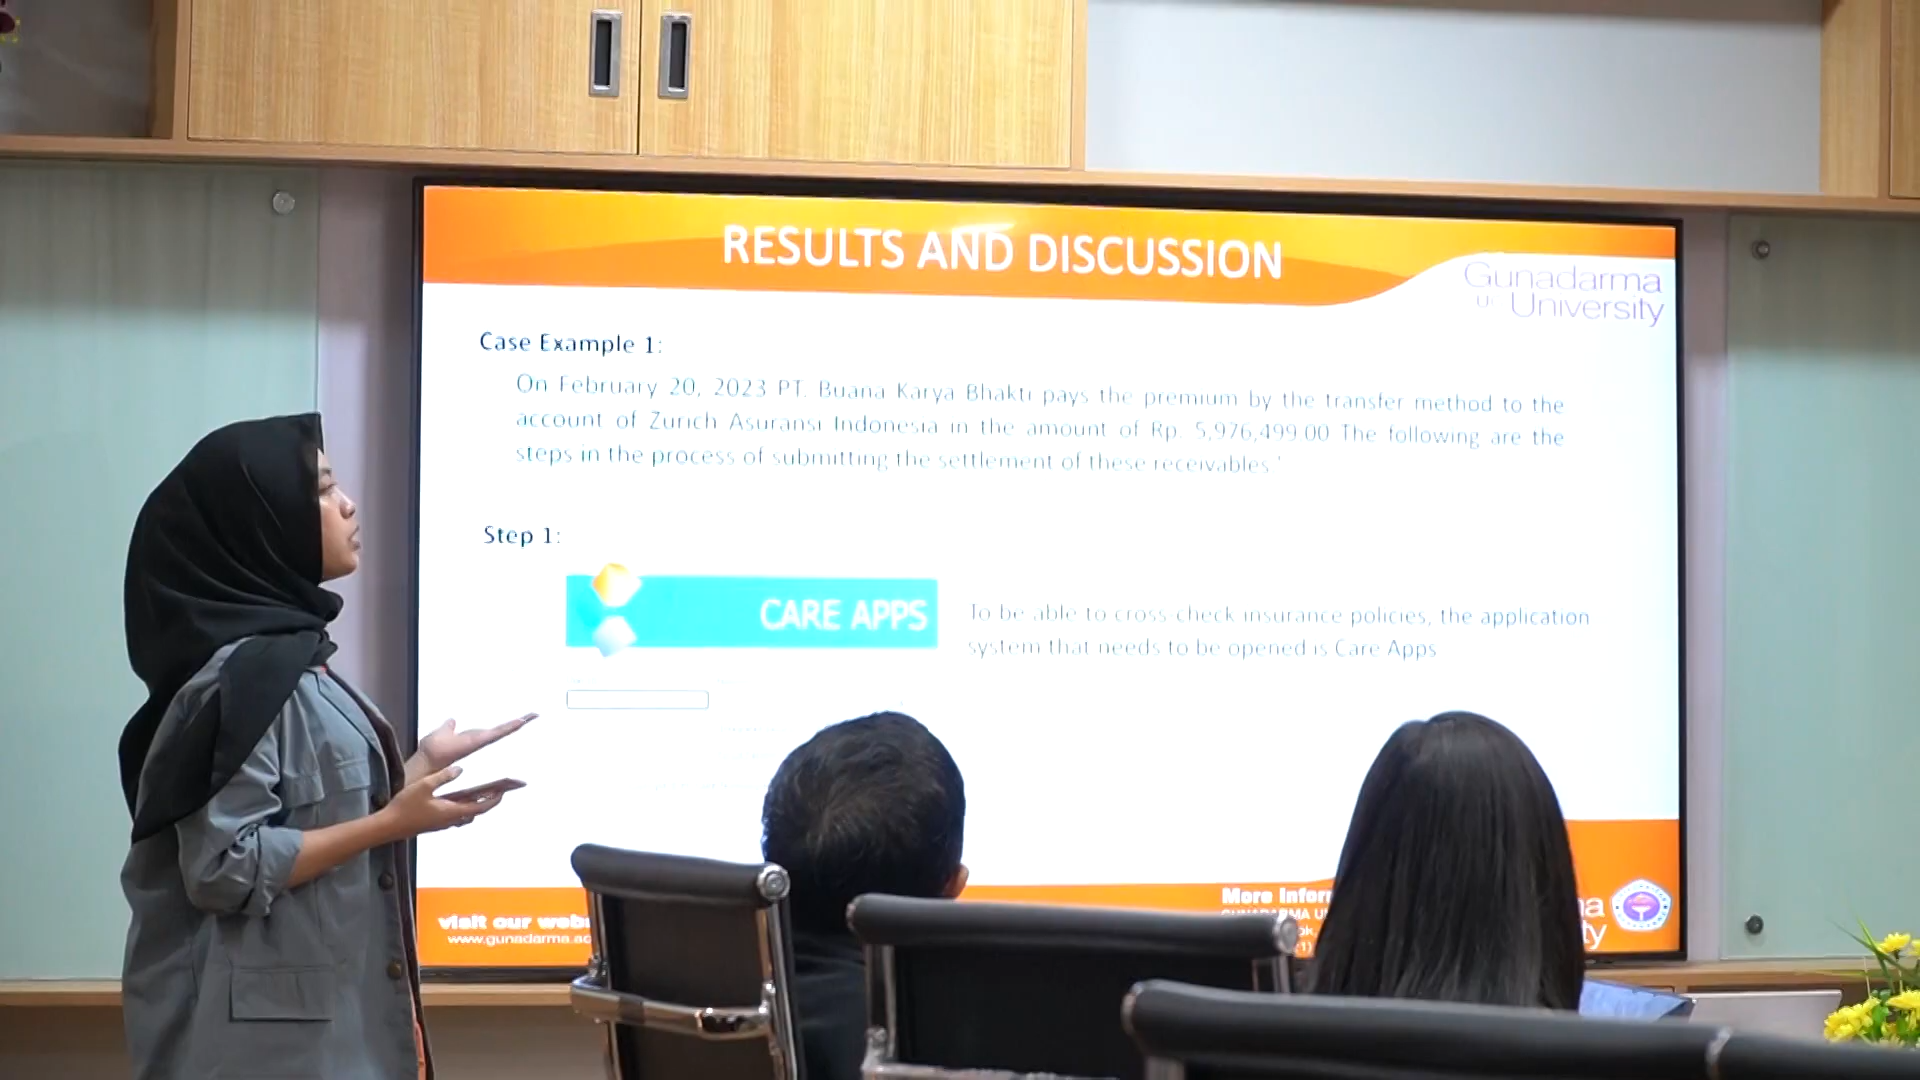 RESULTS AND DISCUSSION
Gunadarma
University
Case Example 1:
On February 20, 2023 PT. Buana Karya Bhakti pays the premium by the transfer method to the
account of Zurich Asuransi Indonesia in the amount of Rp. 5,976,499.00 The following are the
steps in the process of submitting the settlement of these receivables.
Step 1:
CARE APPS
To be able to cross-check insurance policies, the application
system that needs to be opened is Care Apps
visit our
www.gunadarma.ac
More
GUNADARMA